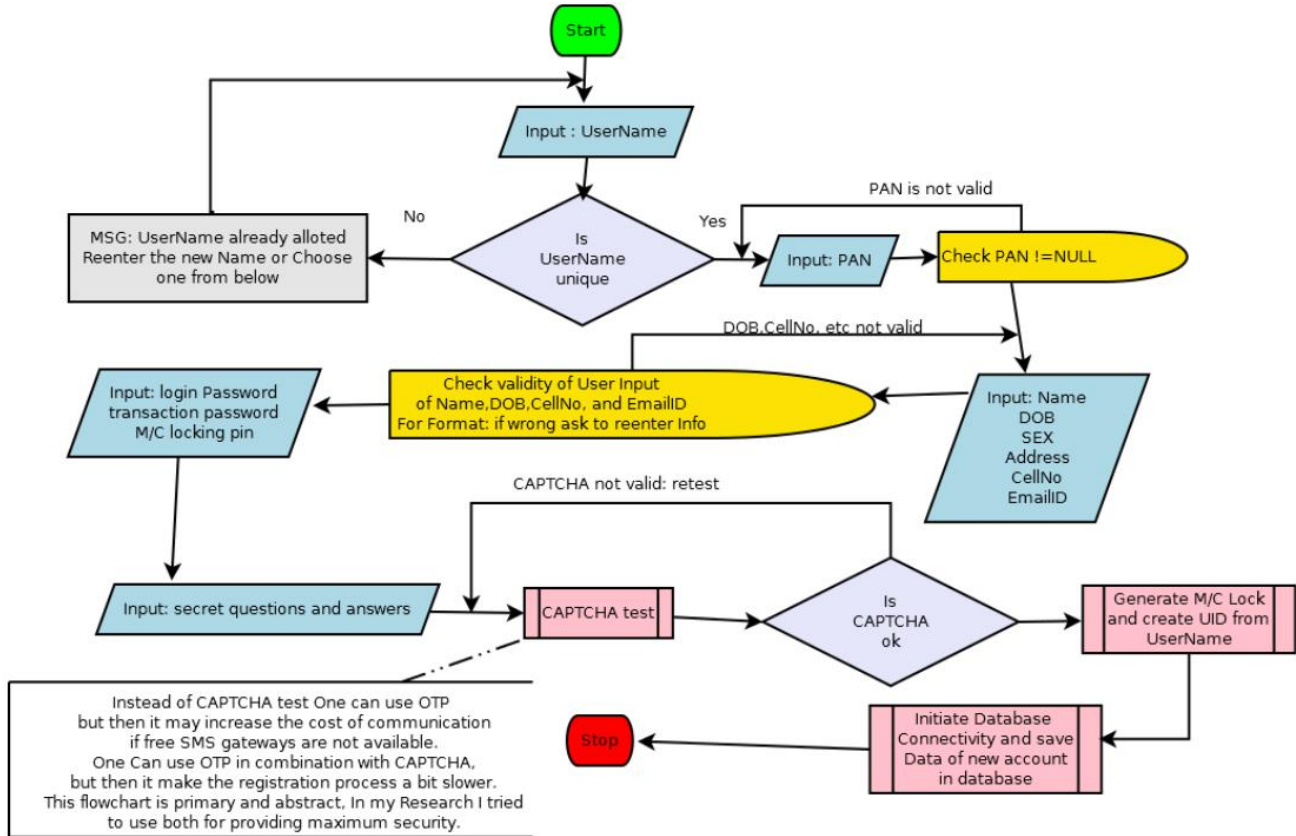 Start
Input : UserName
PAN is not valid
No
Yes
MSG: UserName already alloted
Reenter the new Name or Choose
one from below
Is
UserName
unique
Input: PAN
Check PAN !=NULL
DOB,CellNo, etc not valid
Input: login Password
transaction password
M/C locking pin
Check validity of User Input
of Name,DOB,CellNo, and EmailID
For Format: if wrong ask to reenter Info
Input: Name
DOB
SEX
Address
CellNo
EmailID
CAPTCHA not valid: retest
Input: secret questions and answers
CAPTCHA test
Is
CAPTCHA
ok
Generate M/C Lock
and create UID from
UserName
Instead of CAPTCHA test One can use OTP
but then it may increase the cost of communication
if free SMS gateways are not available.
One Can use OTP in combination with CAPTCHA,
but then it make the registration process a bit slower.
This flowchart is primary and abstract, In my Research I tried
to use both for providing maximum security.
Stop
Initiate Database
Connectivity and save
Data of new account
in database